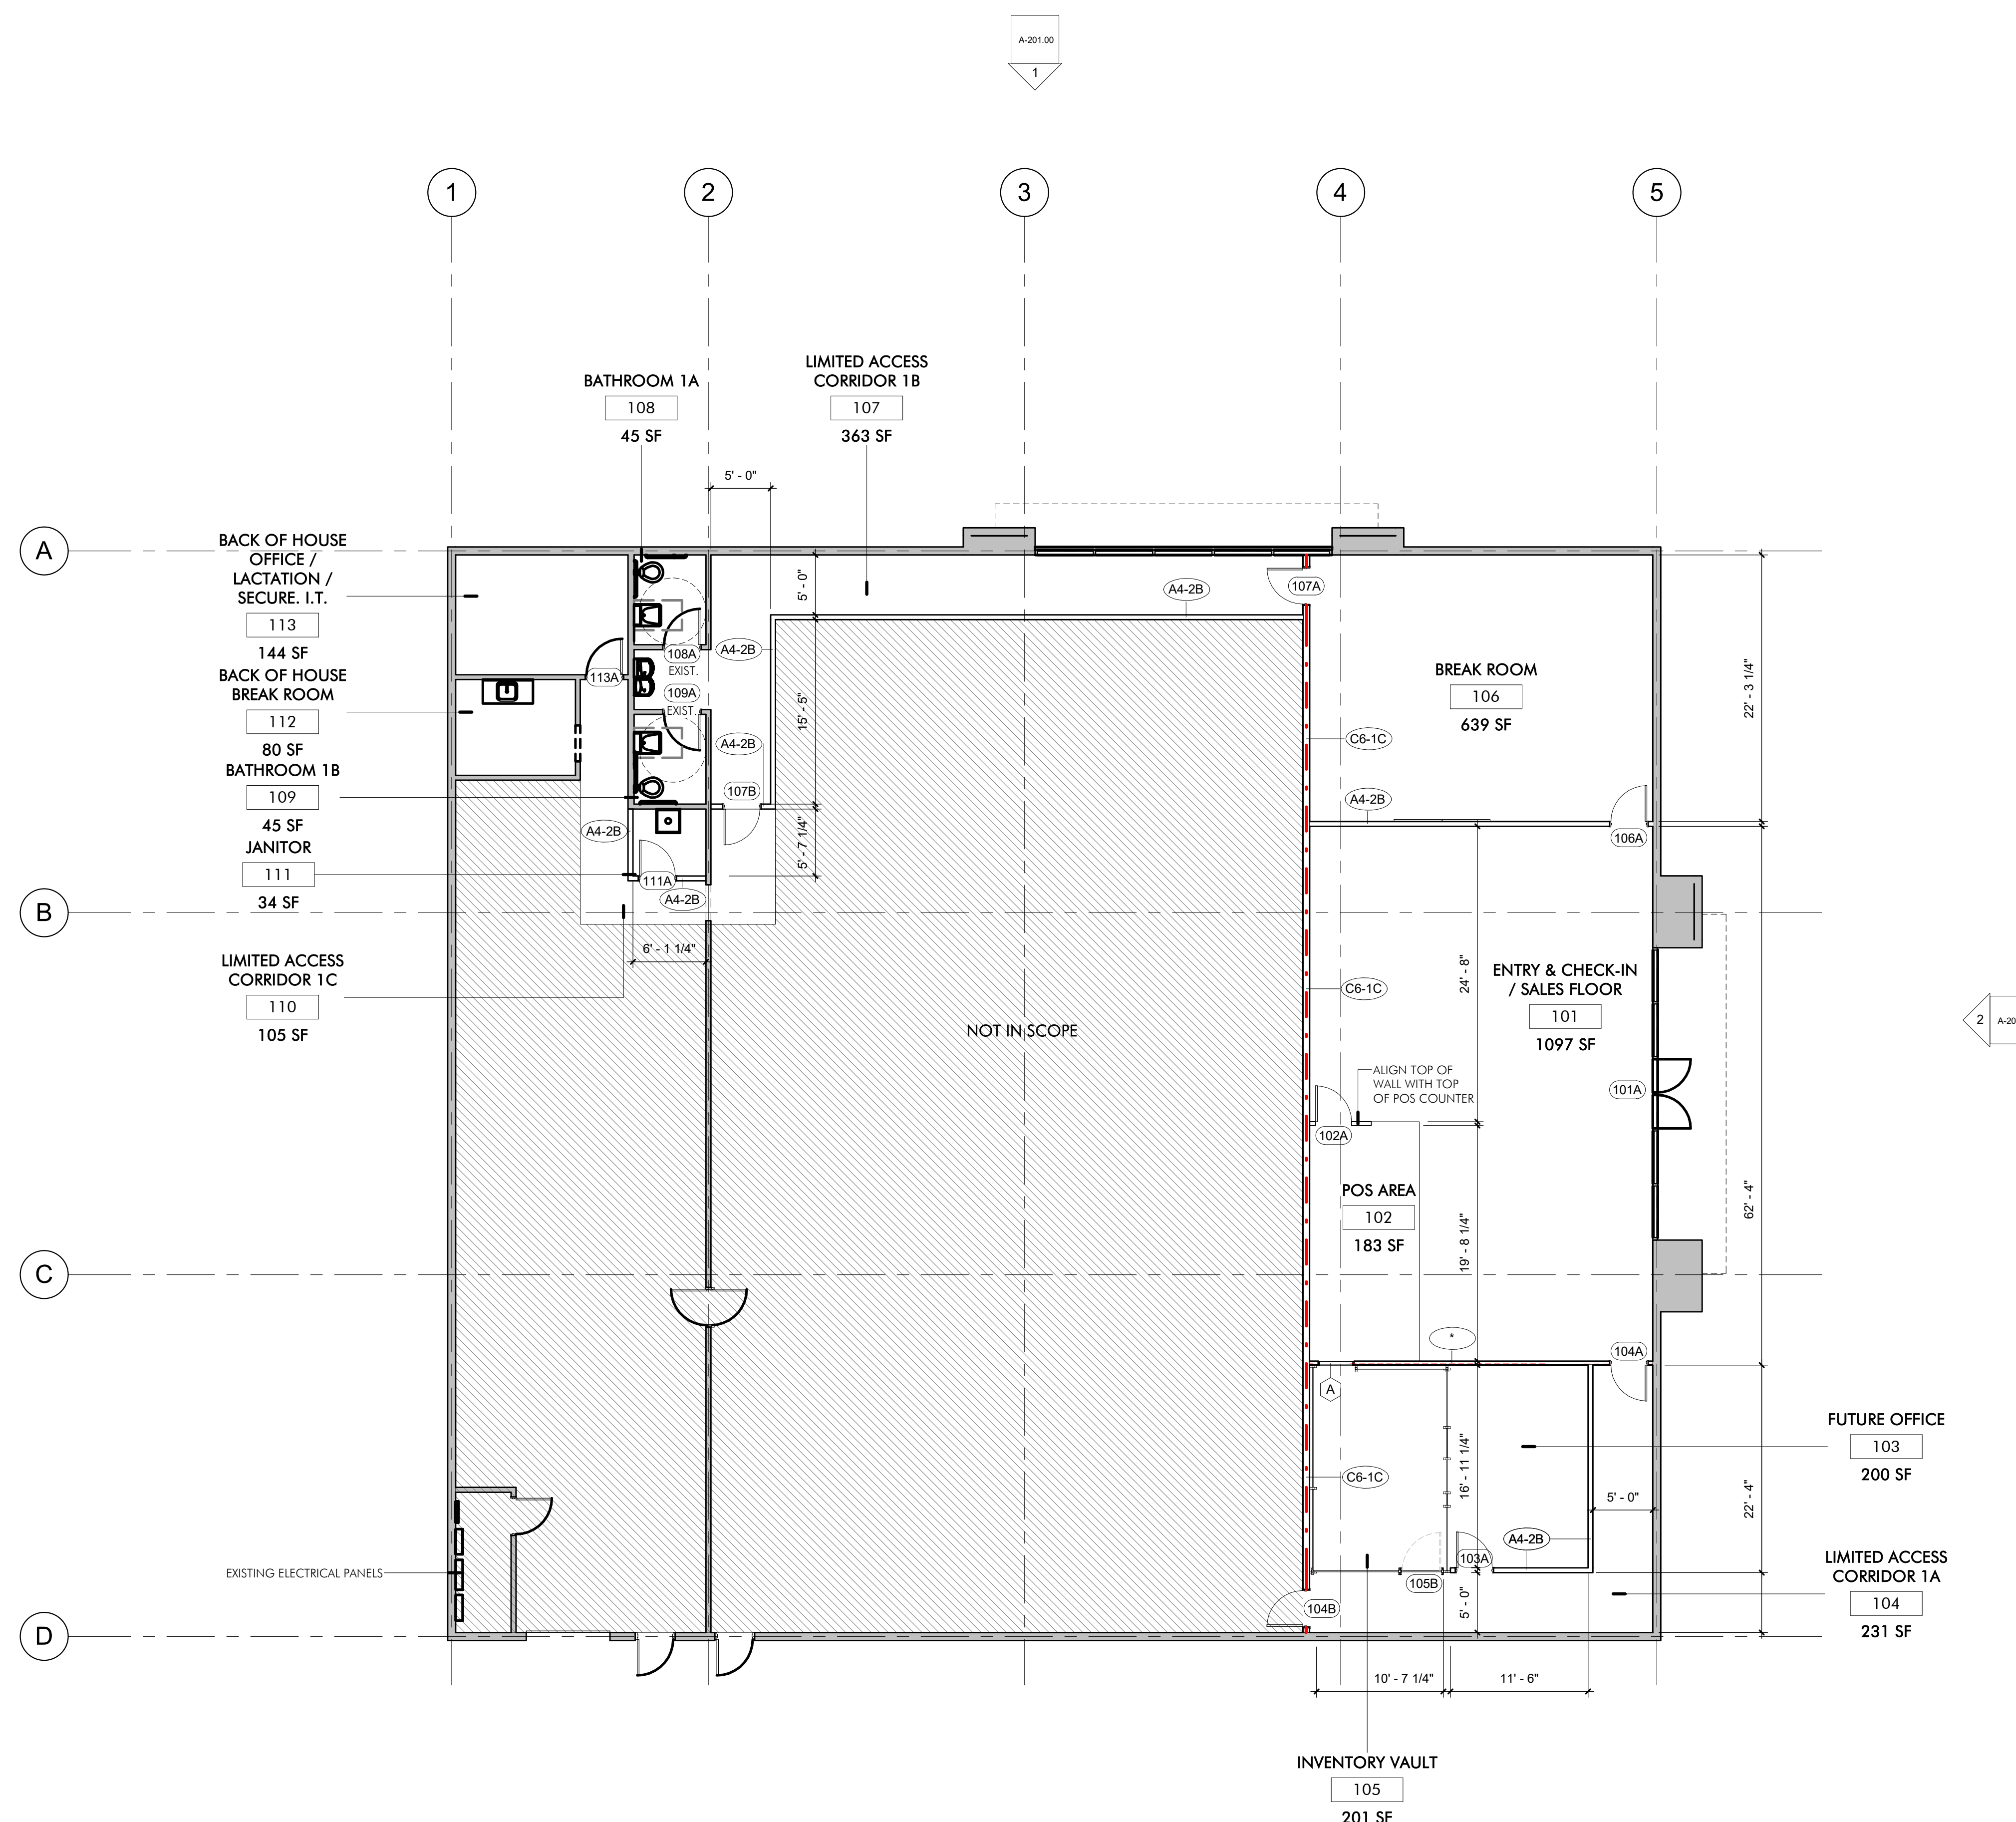 A-201.00
1
1
2
3
4
5
LIMITED ACCESS
CORRIDOR 1B
107
363 SF
BATHROOM 1A
108
45 SF
5' - 0"
A
BACK OF HOUSE
OFFICE /
LACTATION /
SECURE. I.T.
113
144 SF
BACK OF HOUSE
BREAK ROOM
112
80 SF
BATHROOM 1B
109
45 SF
JANITOR
111
34 SF
5' - 0"
A4-2B
107A
A4-2B
108A
EXIST.
113A
109A
EXIST.
15' - 5"
A4-2B
107B
A4-2B
5' - 7 1/4"
111A
A4-2B
BREAK ROOM
106
639 SF
C6-1C
A4-2B
106A
22' - 3 1/4"
B
6' - 1 1/4"
LIMITED ACCESS
CORRIDOR 1C
110
105 SF
NOT IN SCOPE
C6-1C
24' - 8"
ENTRY & CHECK-IN
/ SALES FLOOR
101
1097 SF
2
A-20
ALIGN TOP OF
WALL WITH TOP
OF POS COUNTER
101A
102A
POS AREA
102
183 SF
19' - 8 1/4"
62' - 4"
C
*
104A
A
C6-1C
16' - 11 1/4"
FUTURE OFFICE
103
200 SF
5' - 0"
22' - 4"
A4-2B
103A
105B
EXISTING ELECTRICAL PANELS
LIMITED ACCESS
CORRIDOR 1A
104
231 SF
104B
5' - 0"
D
10' - 7 1/4"
11' - 6"
INVENTORY VAULT
105
201 SF